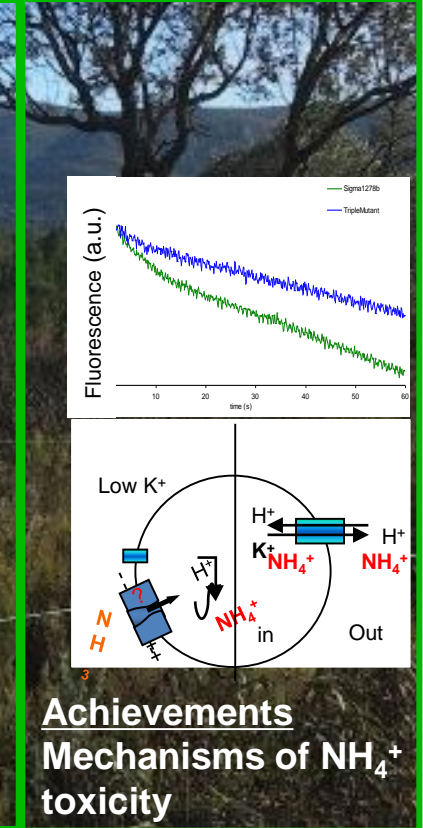 Sigma1278b
TripleMutant
Fluorescence (a.u.)
10 20 30 40 50 60
time (s)
Low K⁺
H⁺
H⁺
K⁺
NH₄⁺ NH₄⁺
H⁺
?
NH₄⁺
in Out
N
H
3
Achievements
Mechanisms of NH₄⁺
toxicity